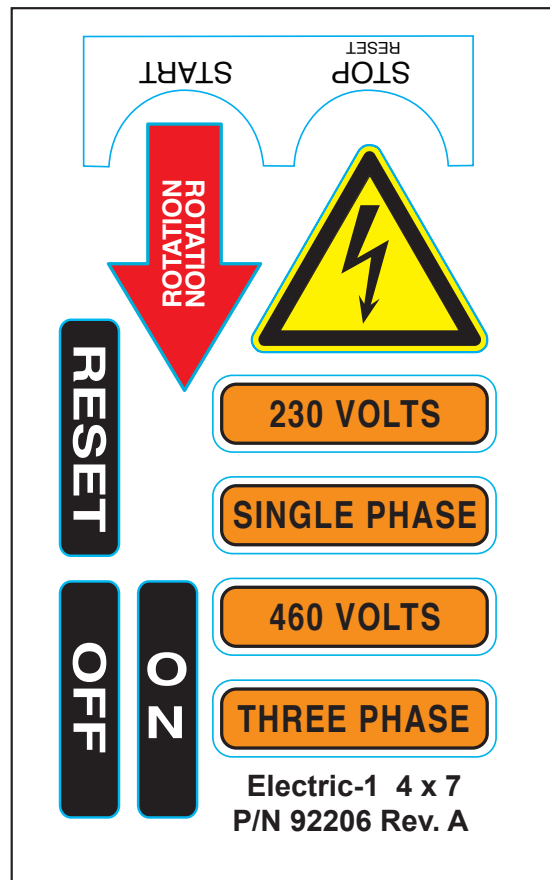 START
STOP
RESET
ROTATION
ROTATION
RESET
230 VOLTS
SINGLE PHASE
460 VOLTS
OFF
ON
THREE PHASE
Electric-1 4 x 7
P/N 92206 Rev. A